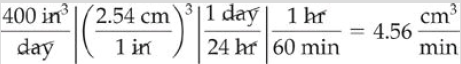 400 in³/day | (2.54 cm/1 in)³ | 1 day/24 hr | 1 hr/60 min = 4.56 cm³/min